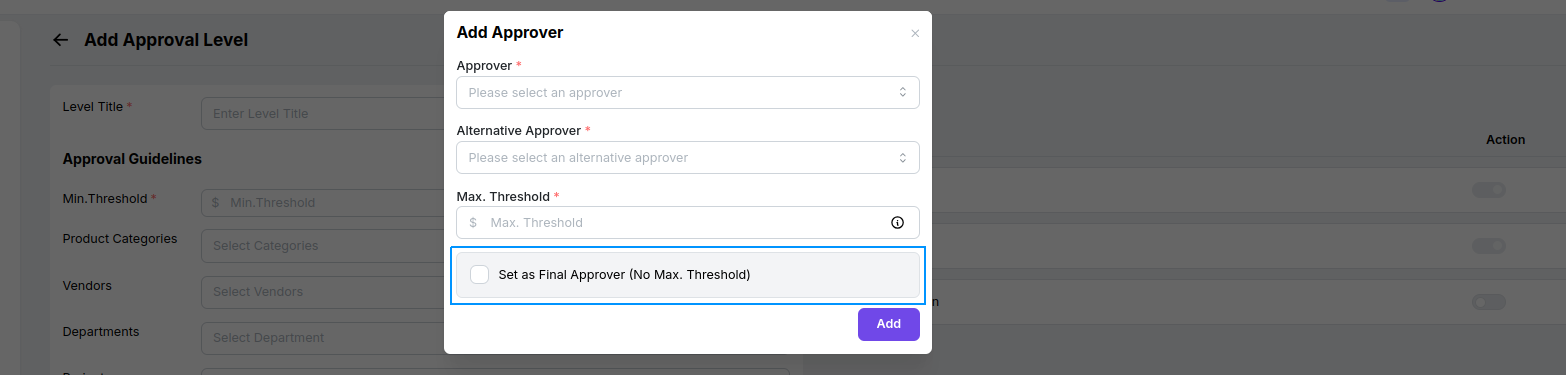 Add Approval Level
Level Title *
Enter Level Title
Approval Guidelines
Min.Threshold *
$ Min.Threshold
Product Categories
Select Categories
Vendors
Select Vendors
Departments
Select Department
Add Approver ×
Approver *
Please select an approver
Alternative Approver *
Please select an alternative approver
Max. Threshold *
$ Max. Threshold
Set as Final Approver (No Max. Threshold)
Add
Action
n